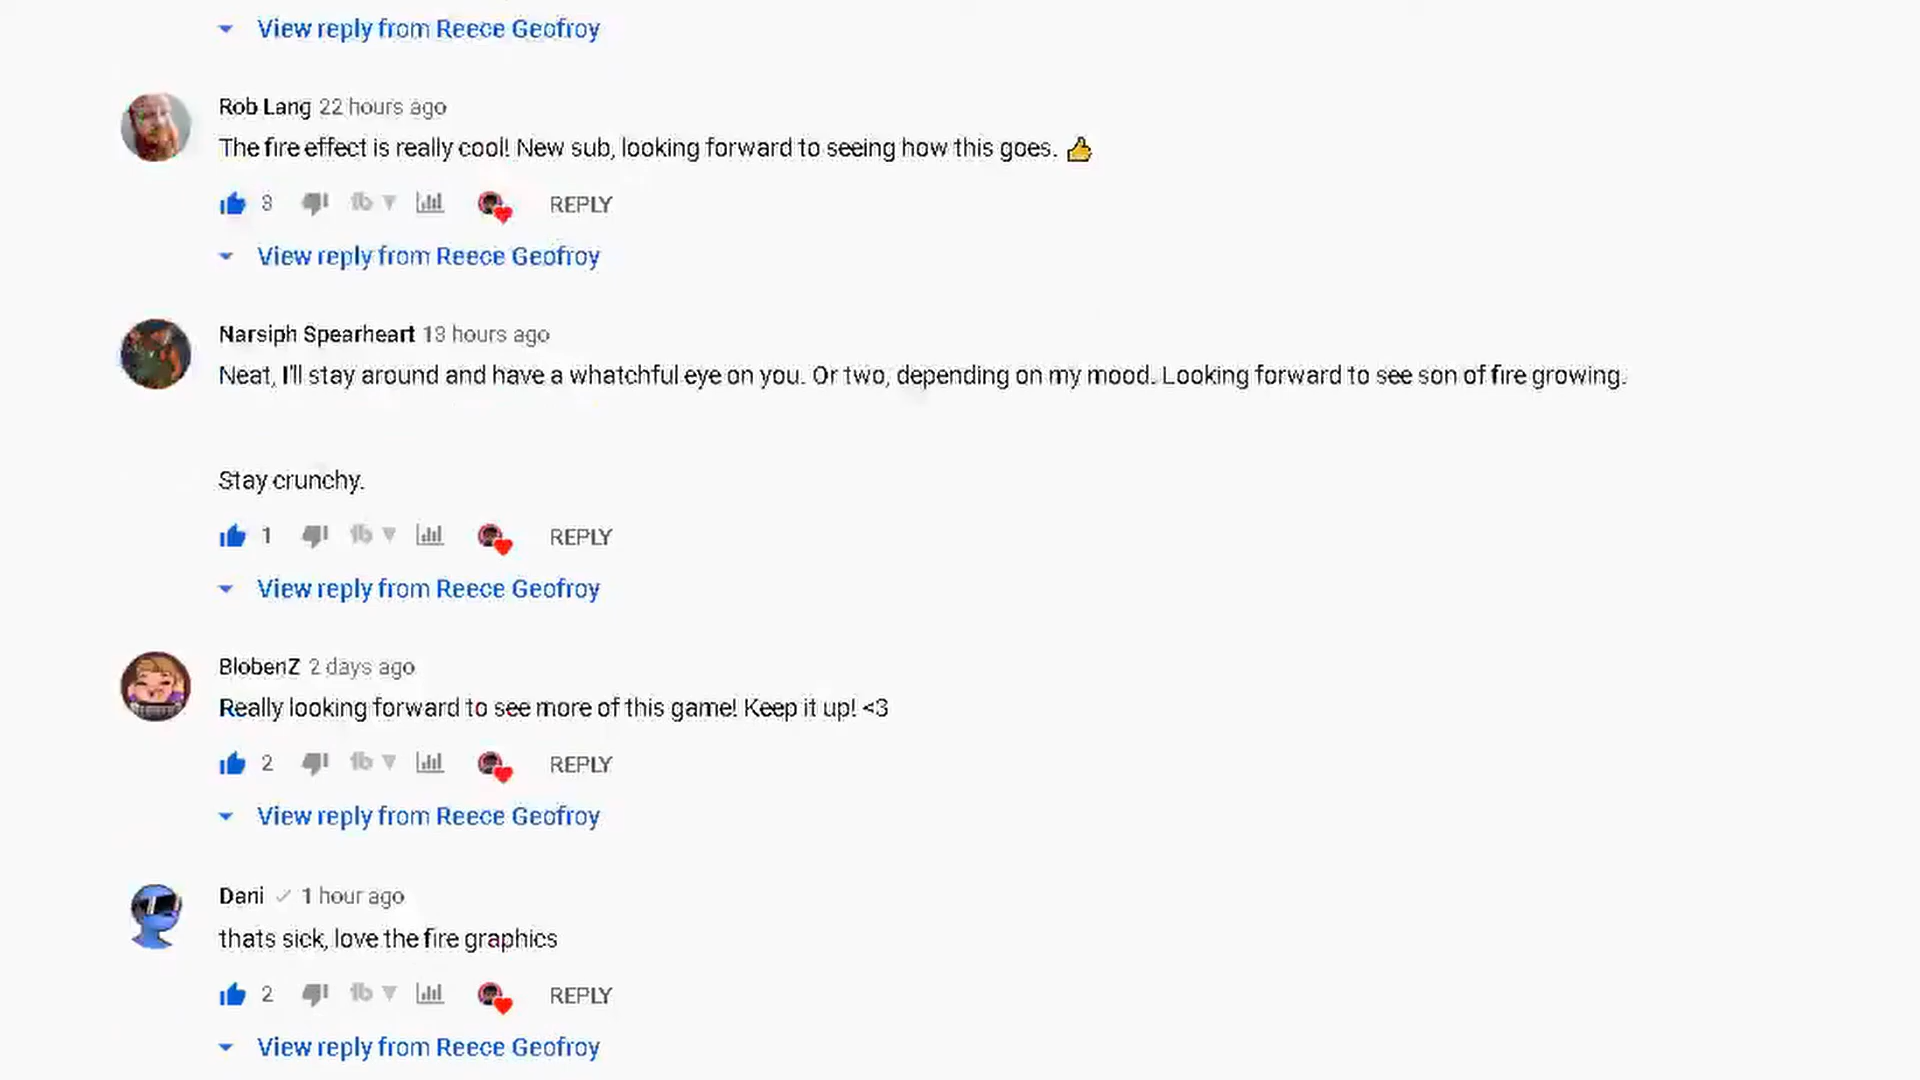 View reply from Reece Geofroy
Rob Lang 22 hours ago
The fire effect is really cool! New sub, looking forward to seeing how this goes. 👍
3 REPLY
View reply from Reece Geofroy
Narsiph Spearheart 13 hours ago
Neat, I'll stay around and have a whatchful eye on you. Or two, depending on my mood. Looking forward to see son of fire growing.
Stay crunchy.
1 REPLY
View reply from Reece Geofroy
BlobenZ 2 days ago
Really looking forward to see more of this game! Keep it up! <3
2 REPLY
View reply from Reece Geofroy
Dani 1 hour ago
thats sick, love the fire graphics
2 REPLY
View reply from Reece Geofroy